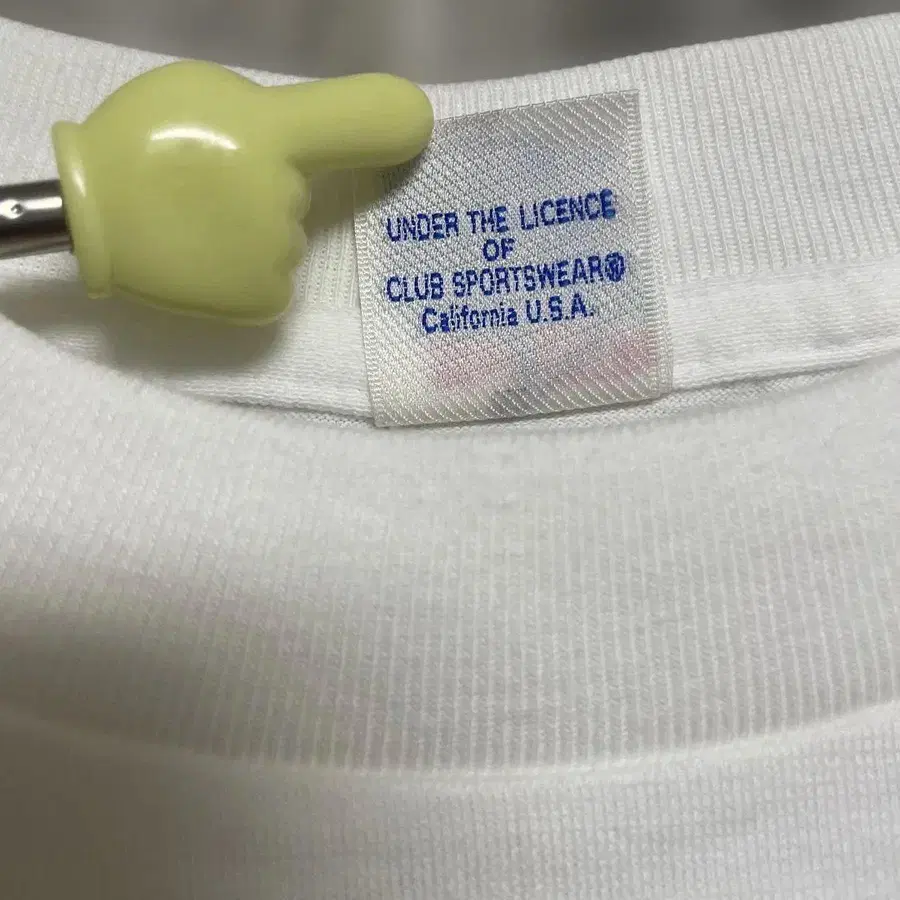 UNDER THE LICENCE
OF
CLUB SPORTSWEAR®
California U.S.A.